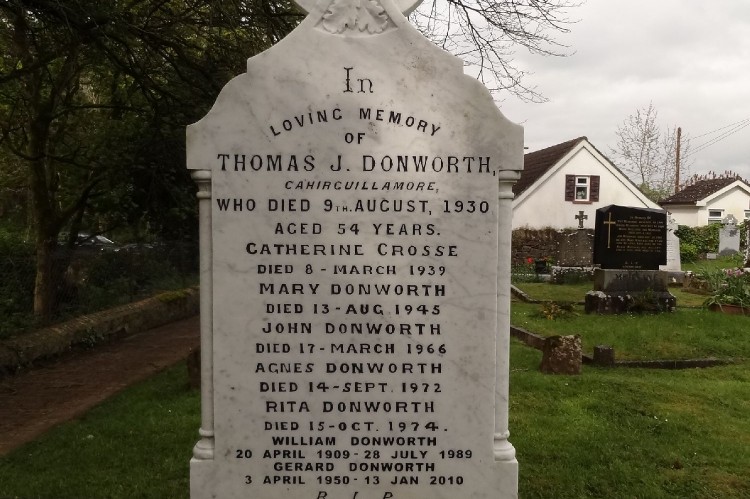 In
LOVING MEMORY
OF
THOMAS J. DONWORTH,
CAHIRGUILLAMORE,
WHO DIED 9TH. AUGUST, 1930
AGED 54 YEARS.
CATHERINE CROSSE
DIED 8 - MARCH 1939
MARY DONWORTH
DIED 13 - AUG 1945
JOHN DONWORTH
DIED 17 - MARCH 1966
AGNES DONWORTH
DIED 14 - SEPT. 1972
RITA DONWORTH
DIED 15 - OCT. 1974.
WILLIAM DONWORTH
20 APRIL 1909 - 28 JULY 1989
GERARD DONWORTH
3 APRIL 1950 - 13 JAN 2010
R. I. P.